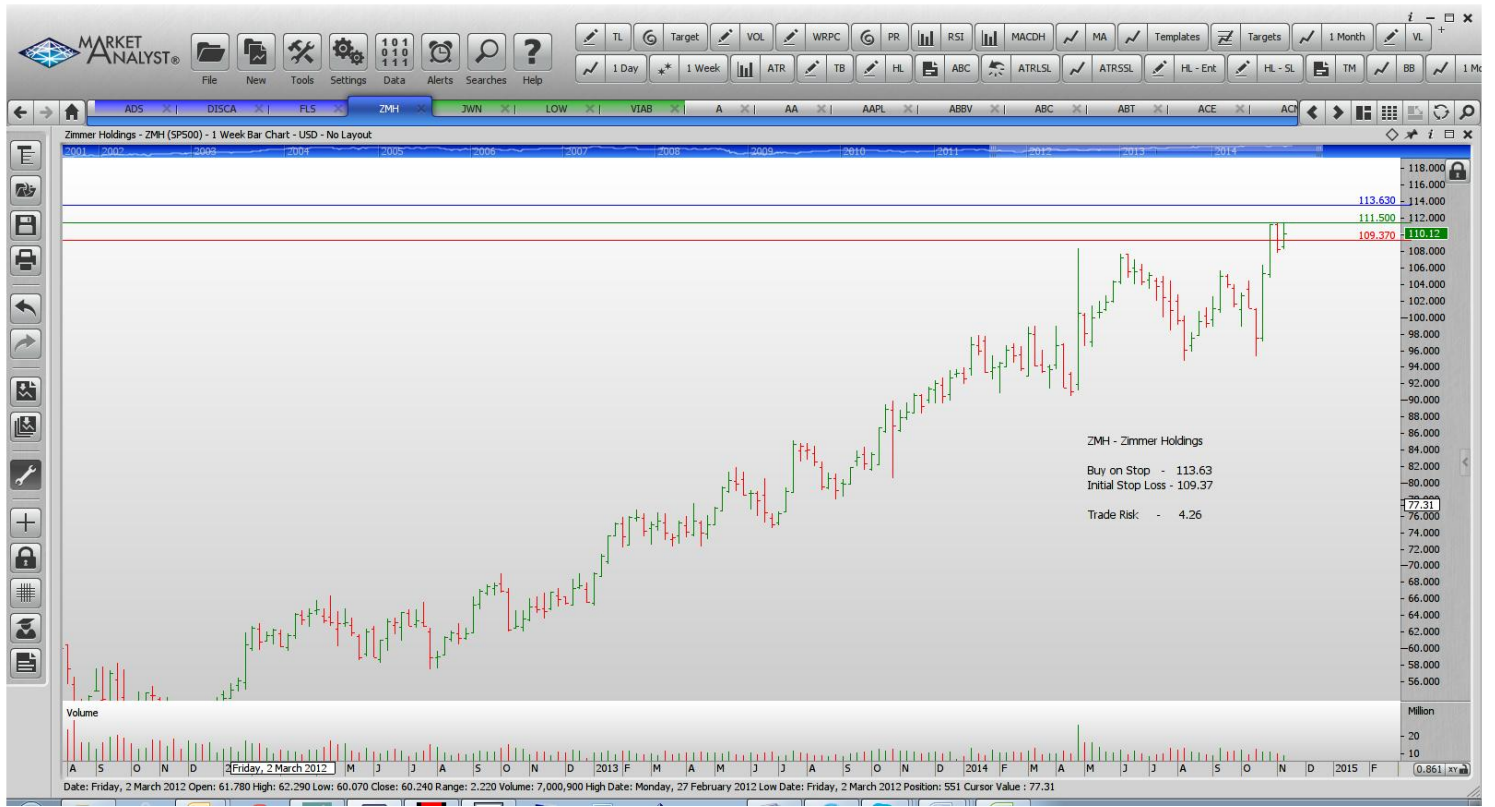 MARKET
ANALYST®
File New Tools Settings Data Alerts Searches Help
101
010
111
TL Target VOL WRPC PR RSI MACDH MA Templates Targets 1 Month VL
1 Day 1 Week ATR TB HL ABC ATRLSL ATRSSL HL - Ent HL - SL TM BB 1 Mo
ADS DISCA FLS ZMH JWN LOW VIAB A AA AAPL ABBV ABC ABT ACE ACN
Zimmer Holdings - ZMH (SP500) - 1 Week Bar Chart - USD - No Layout
2001 2002 2003 2004 2005 2006 2007 2008 2009 2010 2011 2012 2013 2014
118.000
116.000
113.630 114.000
111.500 112.000
109.370 110.12
108.000
106.000
104.000
102.000
100.000
98.000
96.000
94.000
92.000
90.000
88.000
86.000
84.000
82.000
80.000
77.31
76.000
74.000
72.000
70.000
68.000
66.000
64.000
62.000
60.000
58.000
56.000
ZMH - Zimmer Holdings
Buy on Stop - 113.63
Initial Stop Loss - 109.37
Trade Risk - 4.26
Volume
Million
20
10
A S O N D 2 Friday, 2 March 2012 M J J A S O N D 2013 F M A M J J A S O N D 2014 F M A M J J A S O N D 2015 F 0.861 XY
Date: Friday, 2 March 2012 Open: 61.780 High: 62.290 Low: 60.070 Close: 60.240 Range: 2.220 Volume: 7,000,900 High Date: Monday, 27 February 2012 Low Date: Friday, 2 March 2012 Position: 551 Cursor Value : 77.31